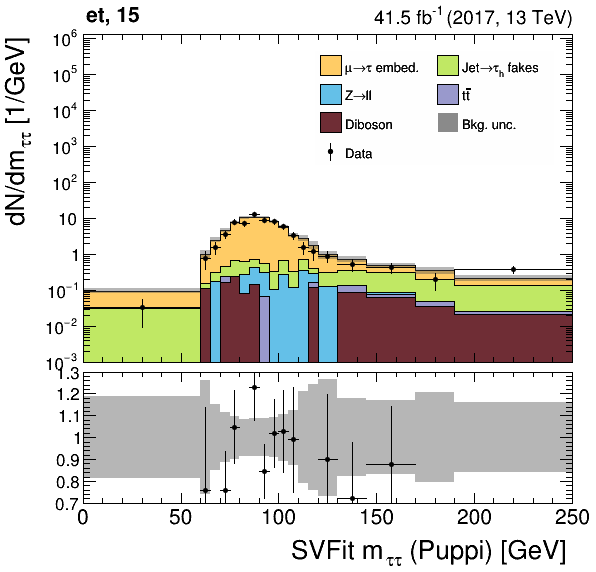 et, 15
41.5 fb⁻¹ (2017, 13 TeV)
dN/dm_ττ [1/GeV]
10⁶
10⁵
10⁴
10³
10²
10
1
10⁻¹
10⁻²
10⁻³
μ→τ embed.
Jet→τ_h fakes
Z→ll
tt̄
Diboson
Bkg. unc.
Data
1.3
1.2
1.1
1
0.9
0.8
0.7
0 50 100 150 200 250
SVFit m_ττ (Puppi) [GeV]